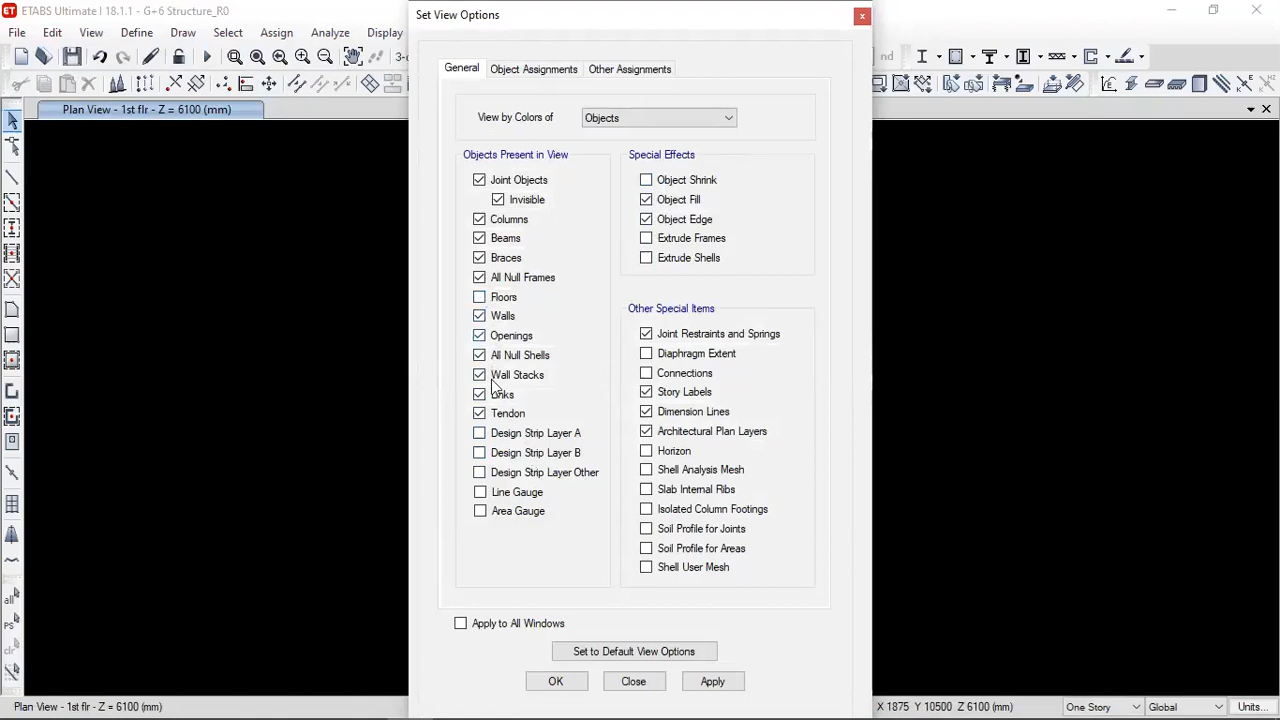 ET ETABS Ultimate I 18.1.1 - G+6 Structure_R0
Set View Options
File Edit View Define Draw Select Assign Analyze Display
3-d
nd
Plan View - 1st flr - Z = 6100 (mm)
General Object Assignments Other Assignments
View by Colors of Objects
Objects Present in View
Joint Objects
Invisible
Columns
Beams
Braces
All Null Frames
Floors
Walls
Openings
All Null Shells
Wall Stacks
Tendon
Design Strip Layer A
Design Strip Layer B
Design Strip Layer Other
Line Gauge
Area Gauge
Special Effects
Object Shrink
Object Fill
Object Edge
Extrude Frames
Extrude Shells
Other Special Items
Joint Restraints and Springs
Diaphragm Extent
Connections
Story Labels
Dimension Lines
Architectural Plan Layers
Horizon
Shell Analysis Mesh
Slab Internal Ribs
Isolated Column Footings
Soil Profile for Joints
Soil Profile for Areas
Shell User Mesh
Apply to All Windows
Set to Default View Options
OK Close Apply
all
PS
clr
Plan View - 1st flr - Z = 6100 (mm)
X 1875 Y 10500 Z 6100 (mm) One Story Global Units...